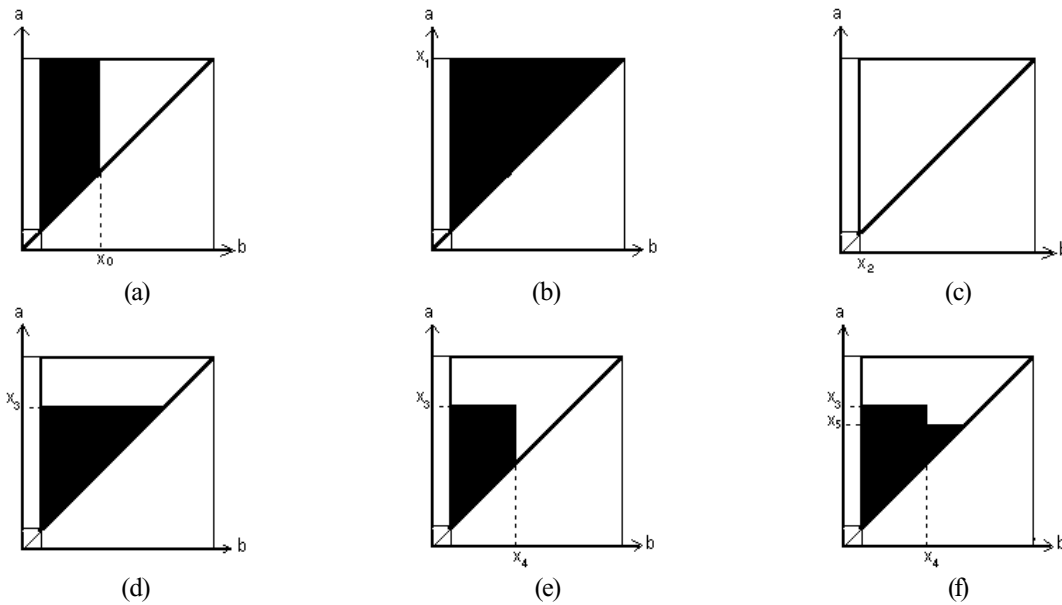 a
x₀
b
(a)
a
x₁
b
(b)
a
x₂
b
(c)
a
x₃
b
(d)
a
x₃
x₄
b
(e)
a
x₃
x₅
x₄
b
(f)